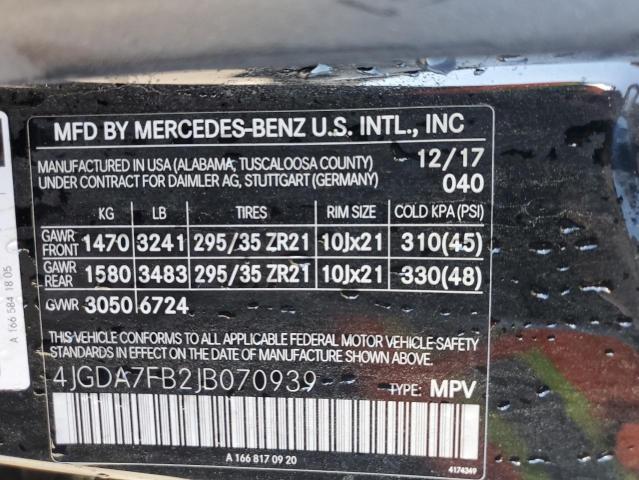 MFD BY MERCEDES-BENZ U.S. INTL., INC
MANUFACTURED IN USA (ALABAMA, TUSCALOOSA COUNTY) 12/17
UNDER CONTRACT FOR DAIMLER AG, STUTTGART (GERMANY) 040
KG LB TIRES RIM SIZE COLD KPA (PSI)
GAWR FRONT 1470 3241 295/35 ZR21 10Jx21 310(45)
GAWR REAR 1580 3483 295/35 ZR21 10Jx21 330(48)
GVWR 3050 6724
THIS VEHICLE CONFORMS TO ALL APPLICABLE FEDERAL MOTOR VEHICLE SAFETY
STANDARDS IN EFFECT ON THE DATE OF MANUFACTURE SHOWN ABOVE.
4JGDA7FB2JB070939 TYPE: MPV
A 166 817 09 20
4174349
A 166 584 18 05